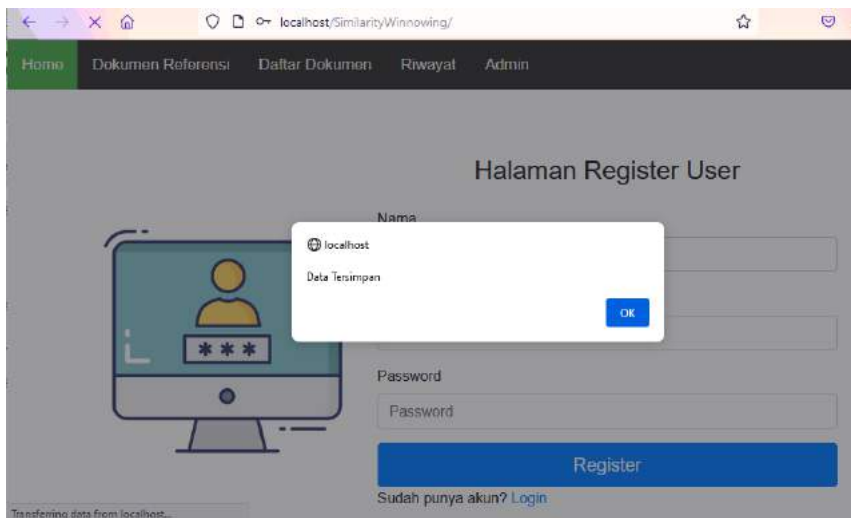 localhost/SimilarityWinnowing/
Home Dokumen Referensi Daftar Dokumen Riwayat Admin
Halaman Register User
Nama
localhost
Data Tersimpan
OK
***
Password
Password
Register
Sudah punya akun? Login
Transferring data from localhost...